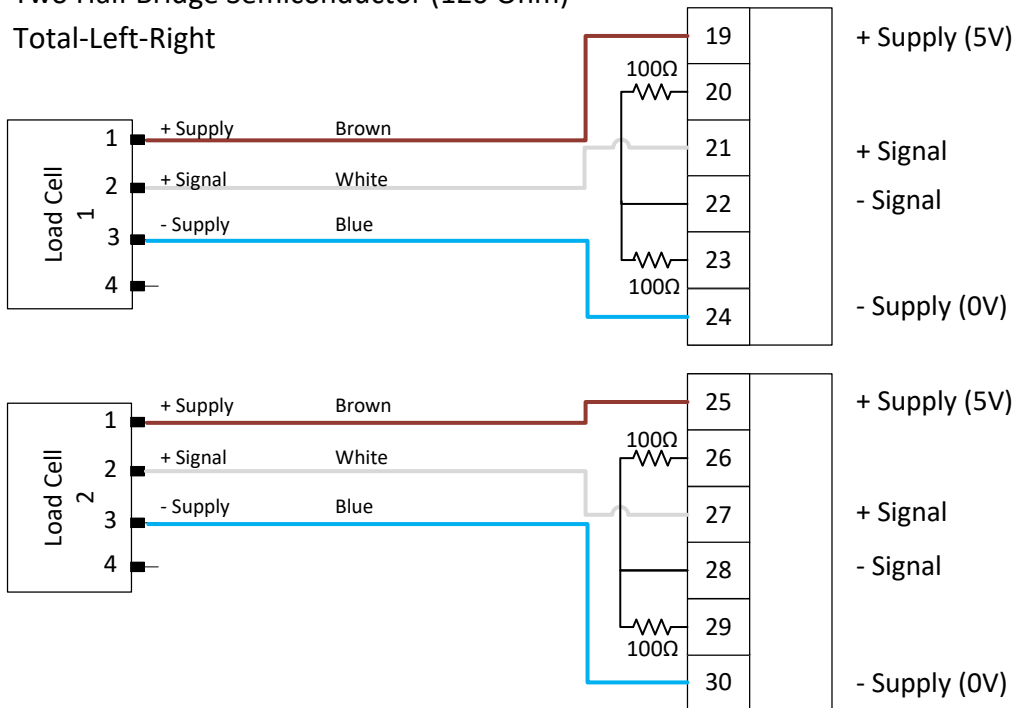 Two Half Bridge Semiconductor (120 Ohm)
Total-Left-Right
19
+ Supply (5V)
100Ω
20
1
+ Supply
Brown
21
+ Signal
Load Cell
1
2
+ Signal
White
22
- Signal
3
- Supply
Blue
23
100Ω
4
24
- Supply (0V)
25
+ Supply (5V)
1
+ Supply
Brown
100Ω
26
Load Cell
2
2
+ Signal
White
27
+ Signal
3
- Supply
Blue
28
- Signal
4
29
100Ω
30
- Supply (0V)